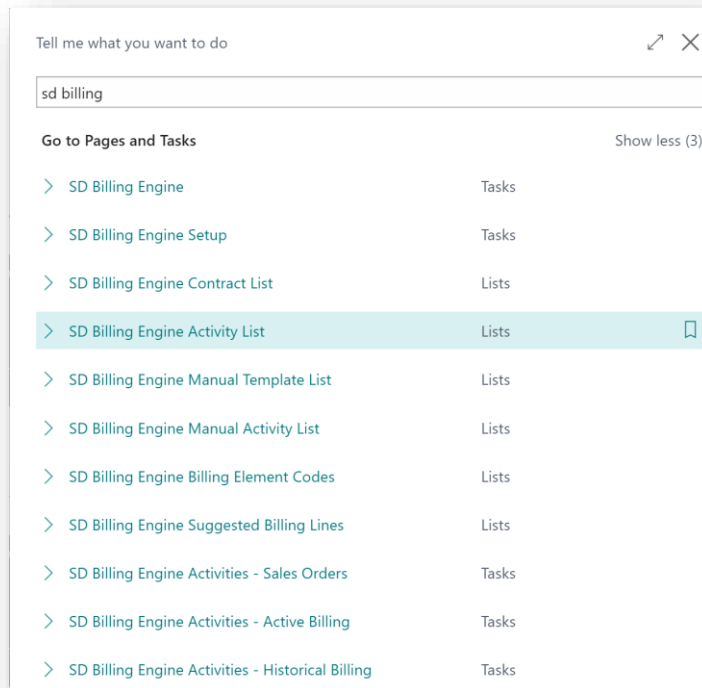 Tell me what you want to do
sd billing
Go to Pages and Tasks Show less (3)
SD Billing Engine Tasks
SD Billing Engine Setup Tasks
SD Billing Engine Contract List Lists
SD Billing Engine Activity List Lists
SD Billing Engine Manual Template List Lists
SD Billing Engine Manual Activity List Lists
SD Billing Engine Billing Element Codes Lists
SD Billing Engine Suggested Billing Lines Lists
SD Billing Engine Activities - Sales Orders Tasks
SD Billing Engine Activities - Active Billing Tasks
SD Billing Engine Activities - Historical Billing Tasks